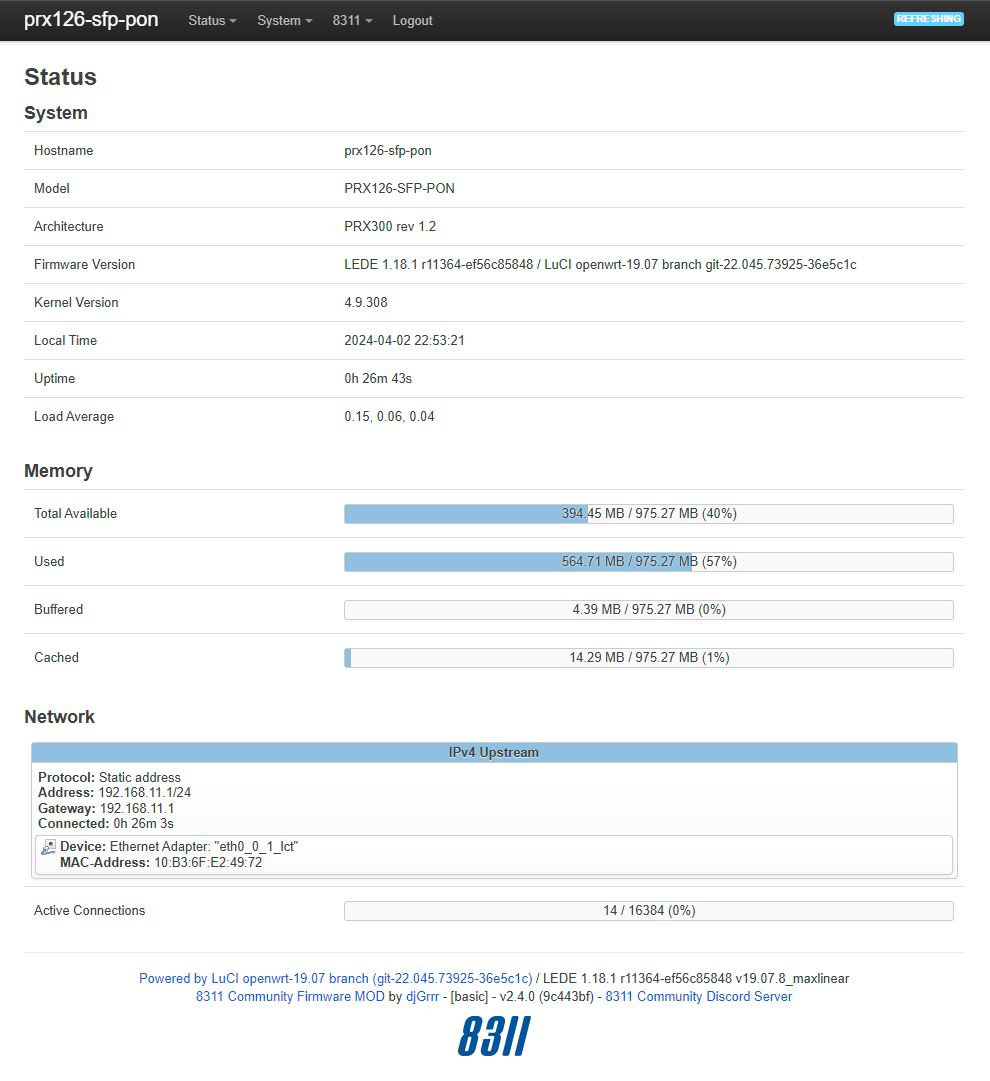 prx126-sfp-pon Status System 8311 Logout REFRESHING
Status
System
Hostname prx126-sfp-pon
Model PRX126-SFP-PON
Architecture PRX300 rev 1.2
Firmware Version LEDE 1.18.1 r11364-ef56c85848 / LuCI openwrt-19.07 branch git-22.045.73925-36e5c1c
Kernel Version 4.9.308
Local Time 2024-04-02 22:53:21
Uptime 0h 26m 43s
Load Average 0.15, 0.06, 0.04
Memory
Total Available 394.45 MB / 975.27 MB (40%)
Used 564.71 MB / 975.27 MB (57%)
Buffered 4.39 MB / 975.27 MB (0%)
Cached 14.29 MB / 975.27 MB (1%)
Network
IPv4 Upstream
Protocol: Static address
Address: 192.168.11.1/24
Gateway: 192.168.11.1
Connected: 0h 26m 3s
Device: Ethernet Adapter: "eth0_0_1_lct"
MAC-Address: 10:B3:6F:E2:49:72
Active Connections 14 / 16384 (0%)
Powered by LuCI openwrt-19.07 branch (git-22.045.73925-36e5c1c) / LEDE 1.18.1 r11364-ef56c85848 v19.07.8_maxlinear
8311 Community Firmware MOD by djGrrr - [basic] - v2.4.0 (9c443bf) - 8311 Community Discord Server
8311